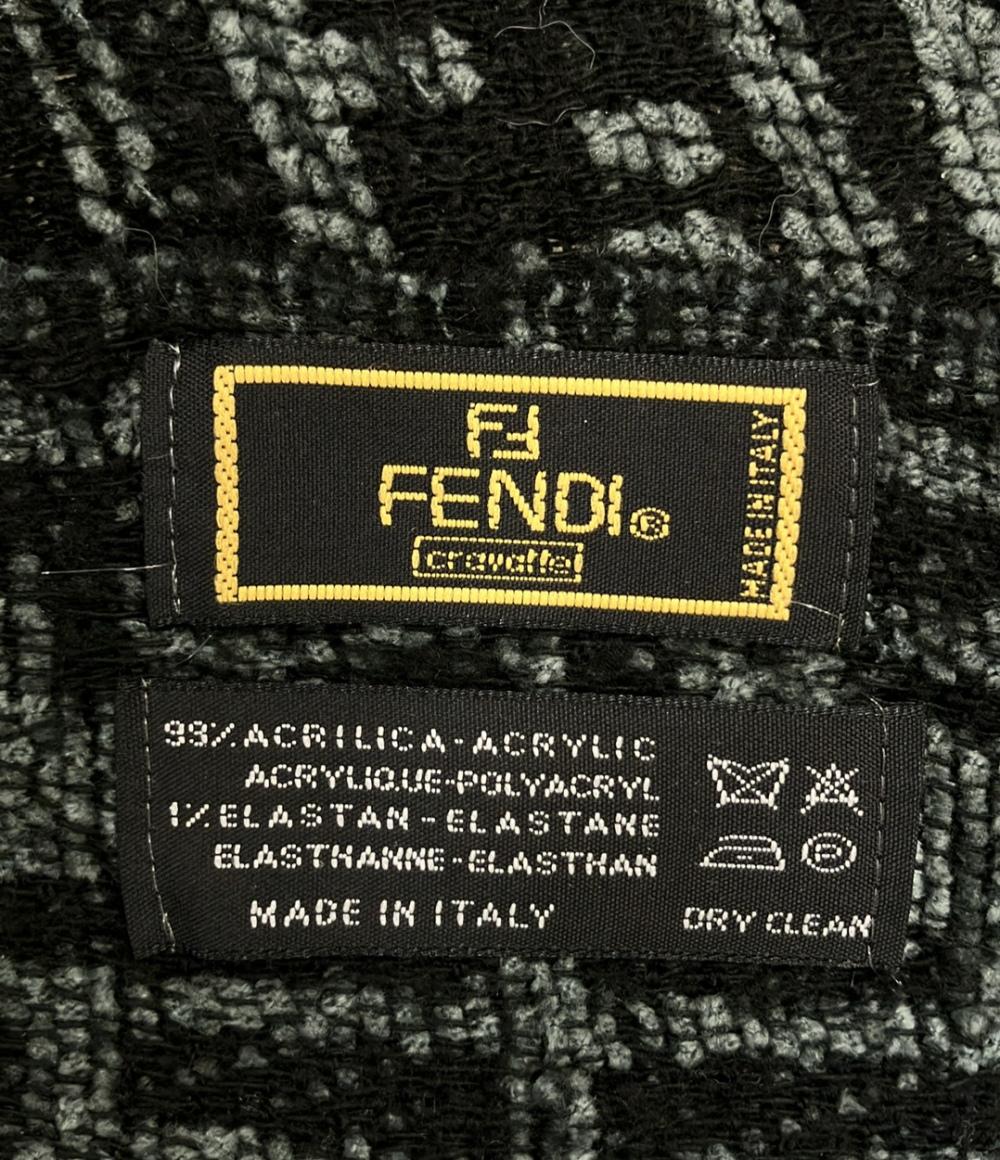 FF
FENDI®
cravatte
MADE IN ITALY
99% ACRILICA-ACRYLIC
ACRYLIQUE-POLYACRYL
1% ELASTAN-ELASTANE
ELASTHANNE-ELASTHAN
MADE IN ITALY
P
DRY CLEAN